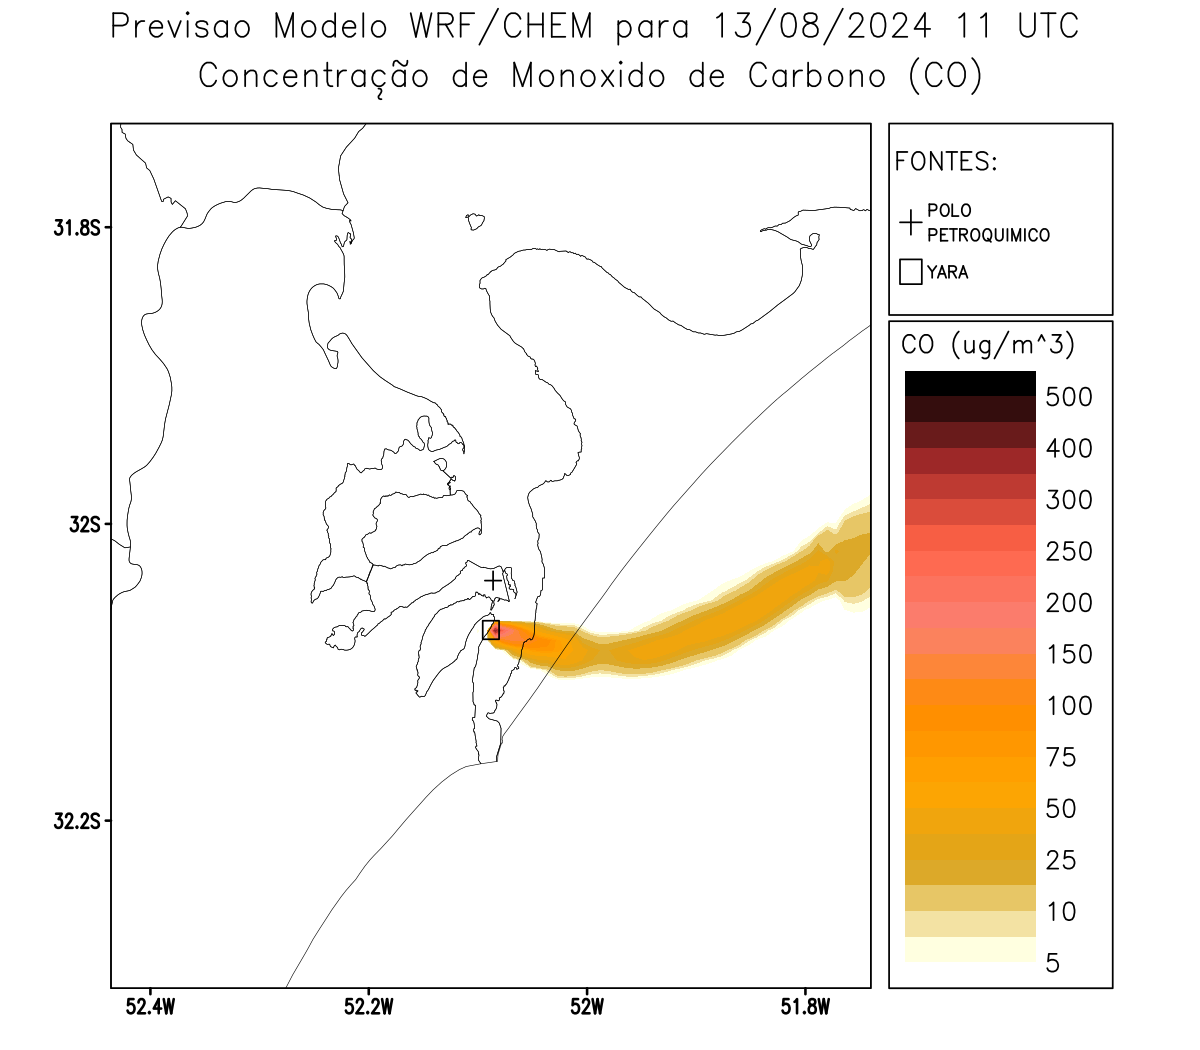 Previsao Modelo WRF/CHEM para 13/08/2024 11 UTC
Concentração de Monoxido de Carbono (CO)
FONTES:
POLO
PETROQUIMICO
YARA
CO (ug/m^3)
500
400
300
250
200
150
100
75
50
25
10
5
31.8S
32S
32.2S
52.4W
52.2W
52W
51.8W